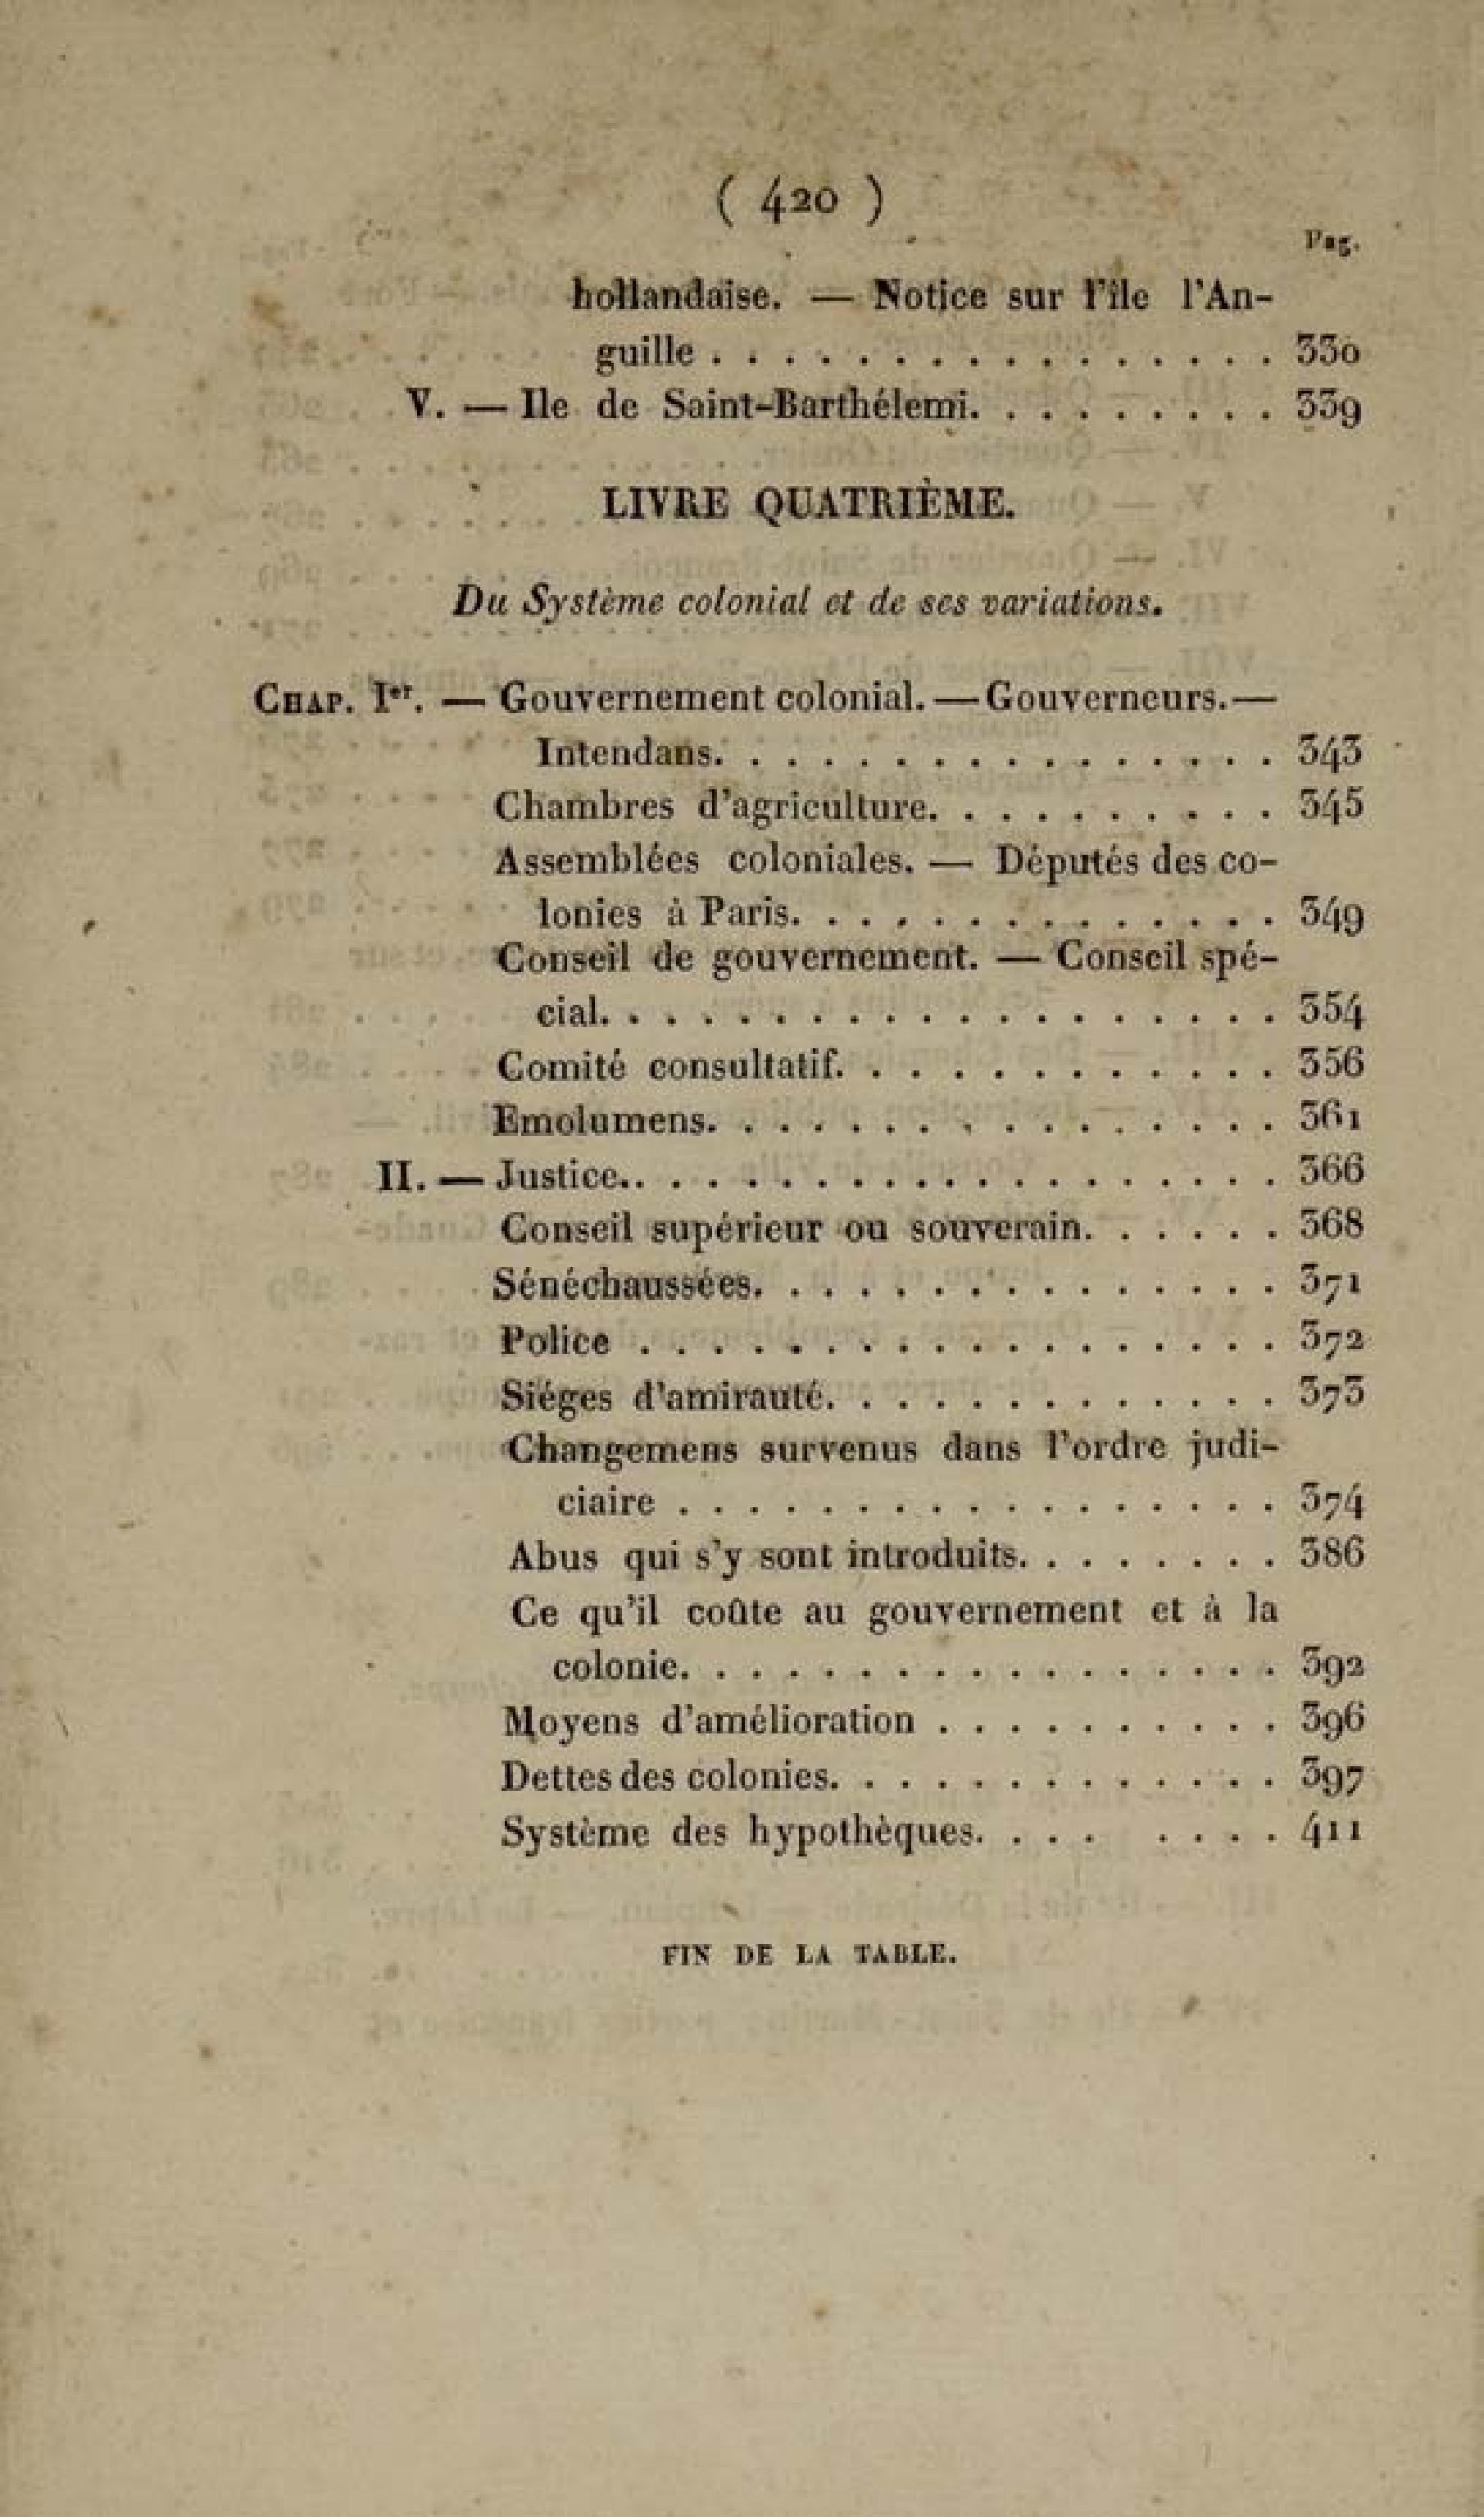 ( 420 )
Pag.
hollandaise. — Notice sur l'île l'An-
guille . . . . . . . . . . . . . . . . 330
V. — Ile de Saint-Barthélemi. . . . . . . . . 339
LIVRE QUATRIÈME.
Du Système colonial et de ses variations.
CHAP. Ier. — Gouvernement colonial. — Gouverneurs. —
Intendans. . . . . . . . . . . . . . . . 343
Chambres d'agriculture. . . . . . . . . . 345
Assemblées coloniales. — Députés des co-
lonies à Paris. . . . . . . . . . . . . . 349
Conseil de gouvernement. — Conseil spé-
cial. . . . . . . . . . . . . . . . . . . 354
Comité consultatif. . . . . . . . . . . . . 356
Emolumens. . . . . . . . . . . . . . . . 361
II. — Justice.. . . . . . . . . . . . . . . . . . 366
Conseil supérieur ou souverain. . . . . . 368
Sénéchaussées. . . . . . . . . . . . . . . 371
Police . . . . . . . . . . . . . . . . . . 372
Siéges d'amirauté. . . . . . . . . . . . . 373
Changemens survenus dans l'ordre judi-
ciaire . . . . . . . . . . . . . . . . . 374
Abus qui s'y sont introduits. . . . . . . . 386
Ce qu'il coûte au gouvernement et à la
colonie. . . . . . . . . . . . . . . . . 392
Moyens d'amélioration . . . . . . . . . . 396
Dettes des colonies. . . . . . . . . . . . . 397
Système des hypothèques. . . . . . . . 411
FIN DE LA TABLE.